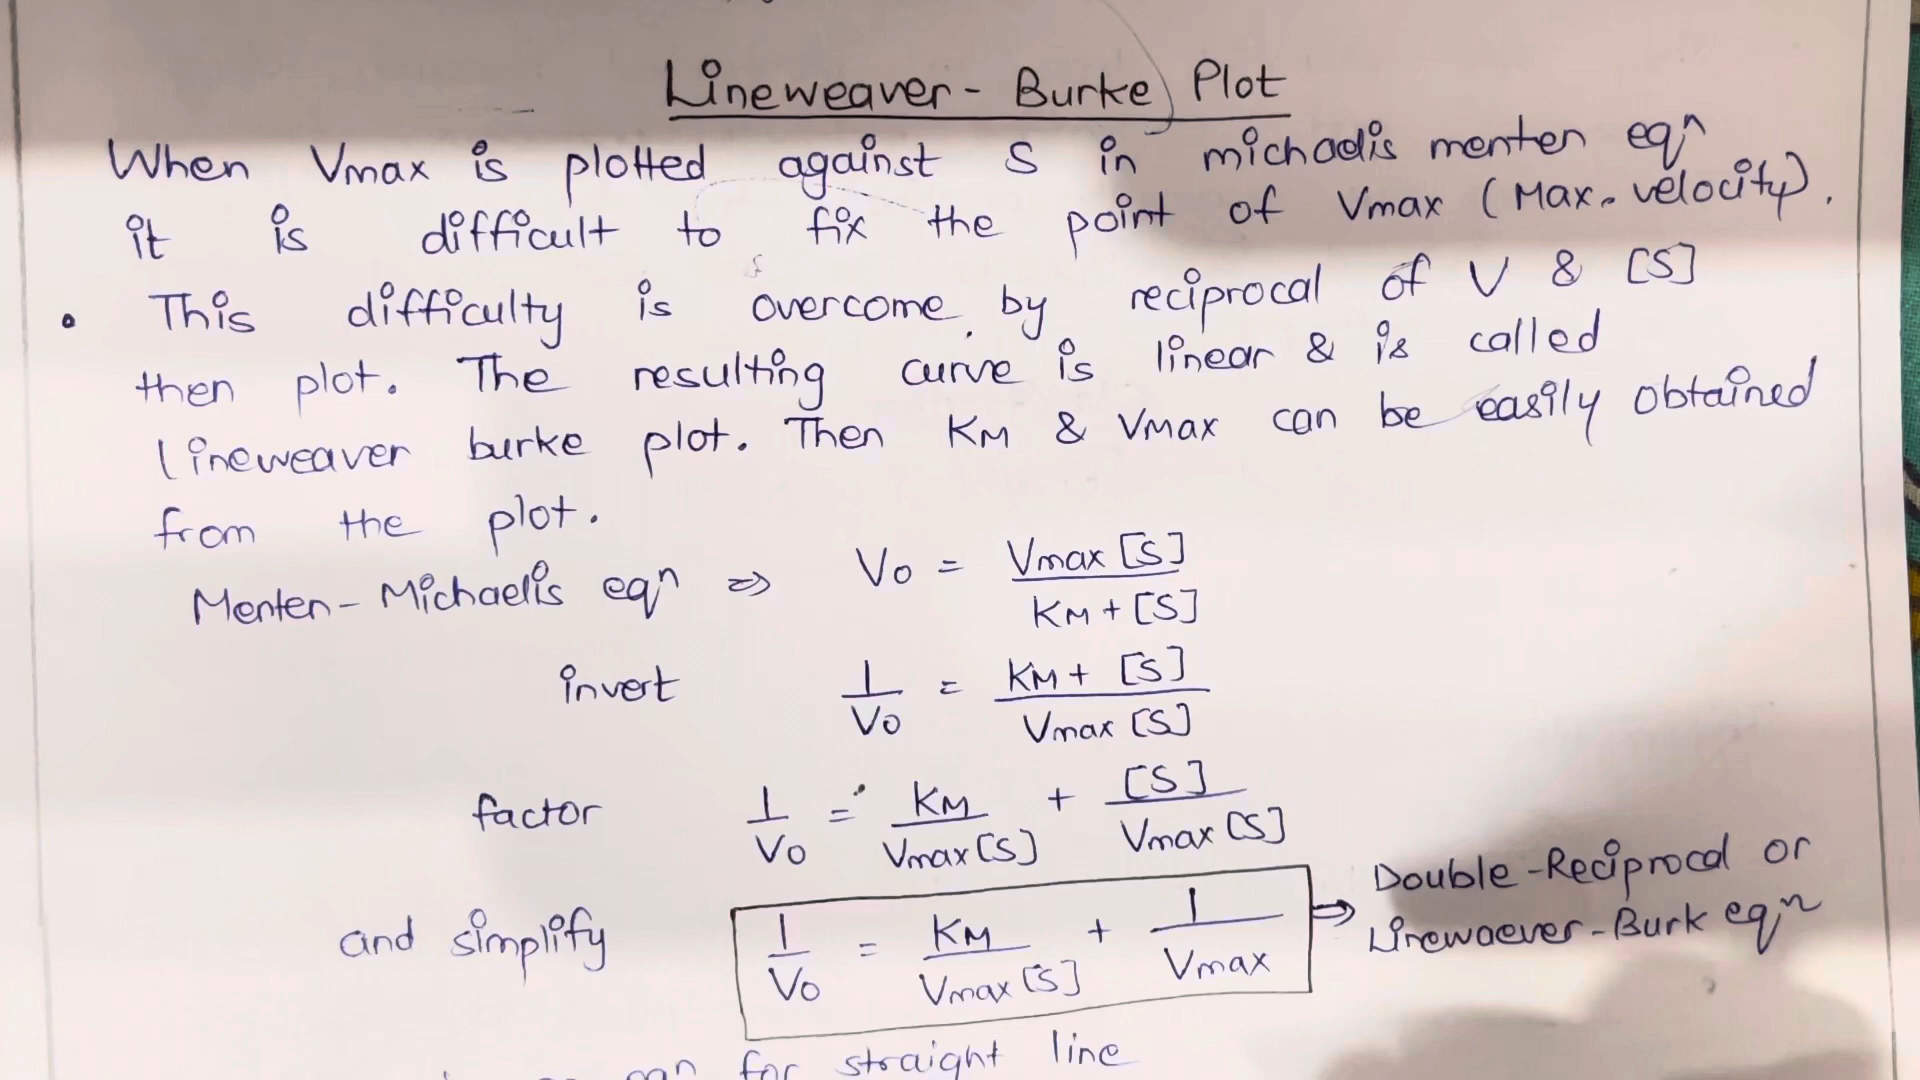 Lineweaver - Burke Plot
When Vmax is plotted against S in michaelis menten eqⁿ
it is difficult to fix the point of Vmax (Max. velocity).
• This difficulty is overcome by reciprocal of V & [S]
then plot. The resulting curve is linear & is called
lineweaver burke plot. Then KM & Vmax can be easily obtained
from the plot.
Menten - Michaelis eqⁿ ⇒ Vo = Vmax [S] / KM + [S]
invert 1/Vo = KM + [S] / Vmax [S]
factor 1/Vo = KM / Vmax [S] + [S] / Vmax [S]
and simplify 1/Vo = KM / Vmax [S] + 1 / Vmax ⇒ Double - Reciprocal or
Linewaever - Burk eqⁿ
for straight line